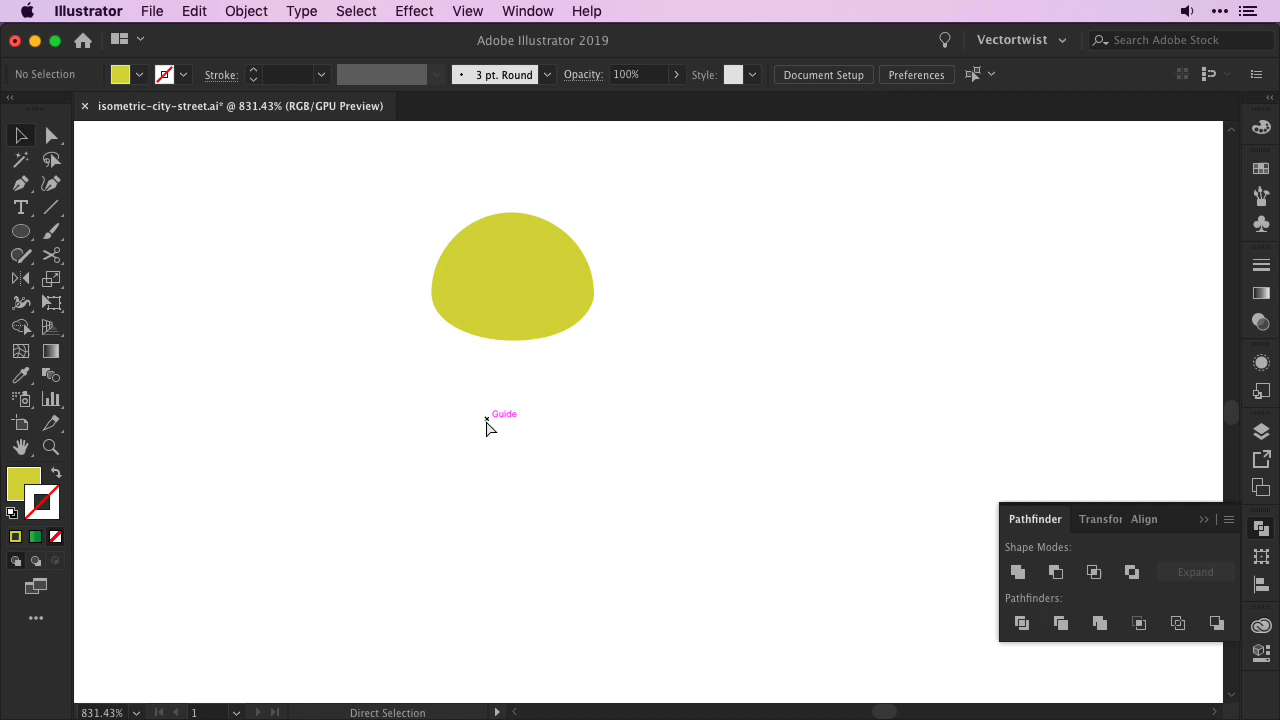 Illustrator File Edit Object Type Select Effect View Window Help
Adobe Illustrator 2019
Vectortwist
Search Adobe Stock
No Selection
Stroke:
3 pt. Round
Opacity: 100%
Style:
Document Setup
Preferences
isometric-city-street.ai* @ 831.43% (RGB/GPU Preview)
Guide
Pathfinder Transfor Align
Shape Modes:
Expand
Pathfinders:
831.43%
1
Direct Selection